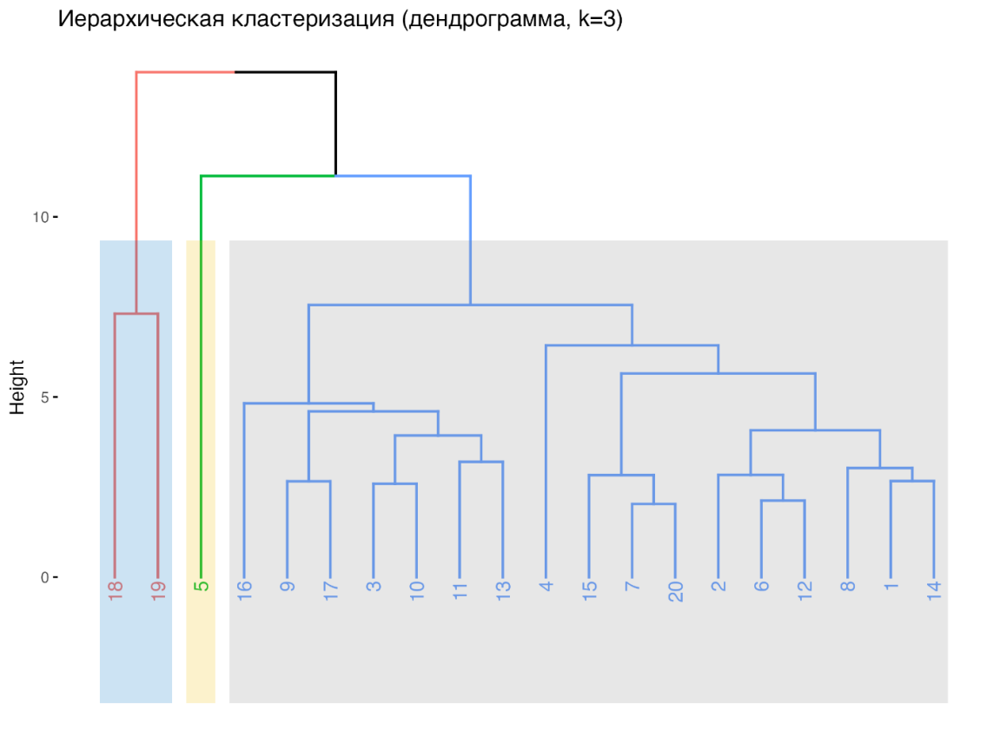 Иерархическая кластеризация (дендрограмма, k=3)
10
5
0
Height
18 19 5 16 9 17 3 10 11 13 4 15 7 20 2 6 12 8 1 14